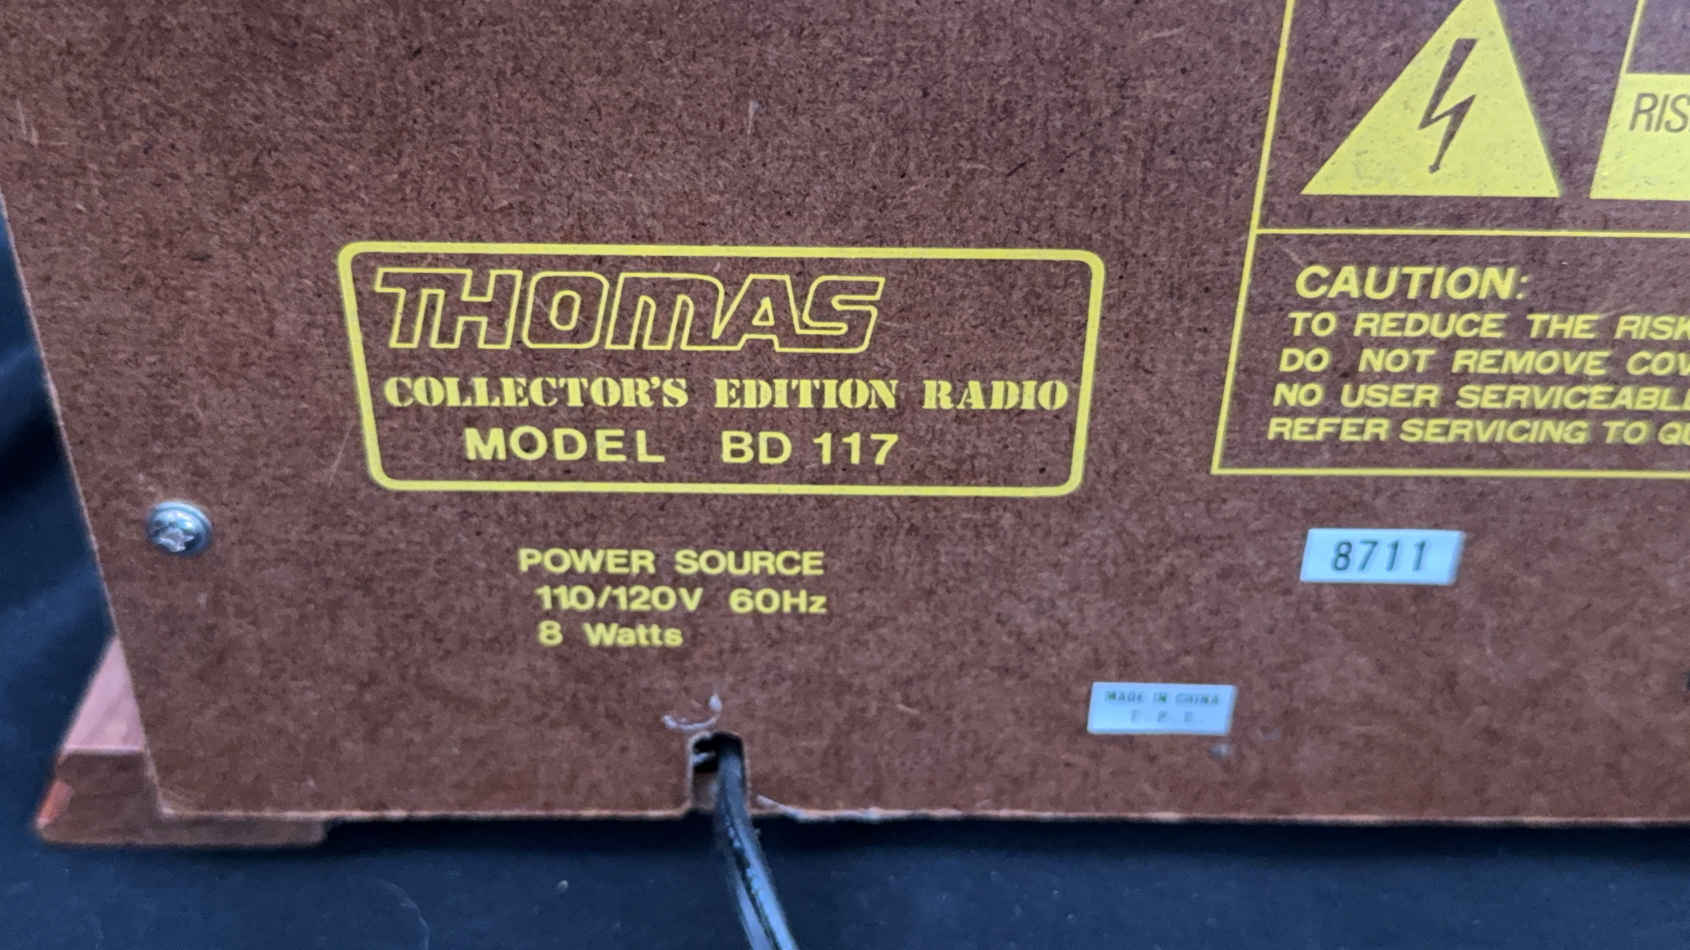 THOMAS
COLLECTOR'S EDITION RADIO
MODEL BD 117
POWER SOURCE
110/120V 60Hz
8 Watts
RIS
CAUTION:
TO REDUCE THE RISK
DO NOT REMOVE COV
NO USER SERVICEABL
REFER SERVICING TO QU
8711
MADE IN CHINA